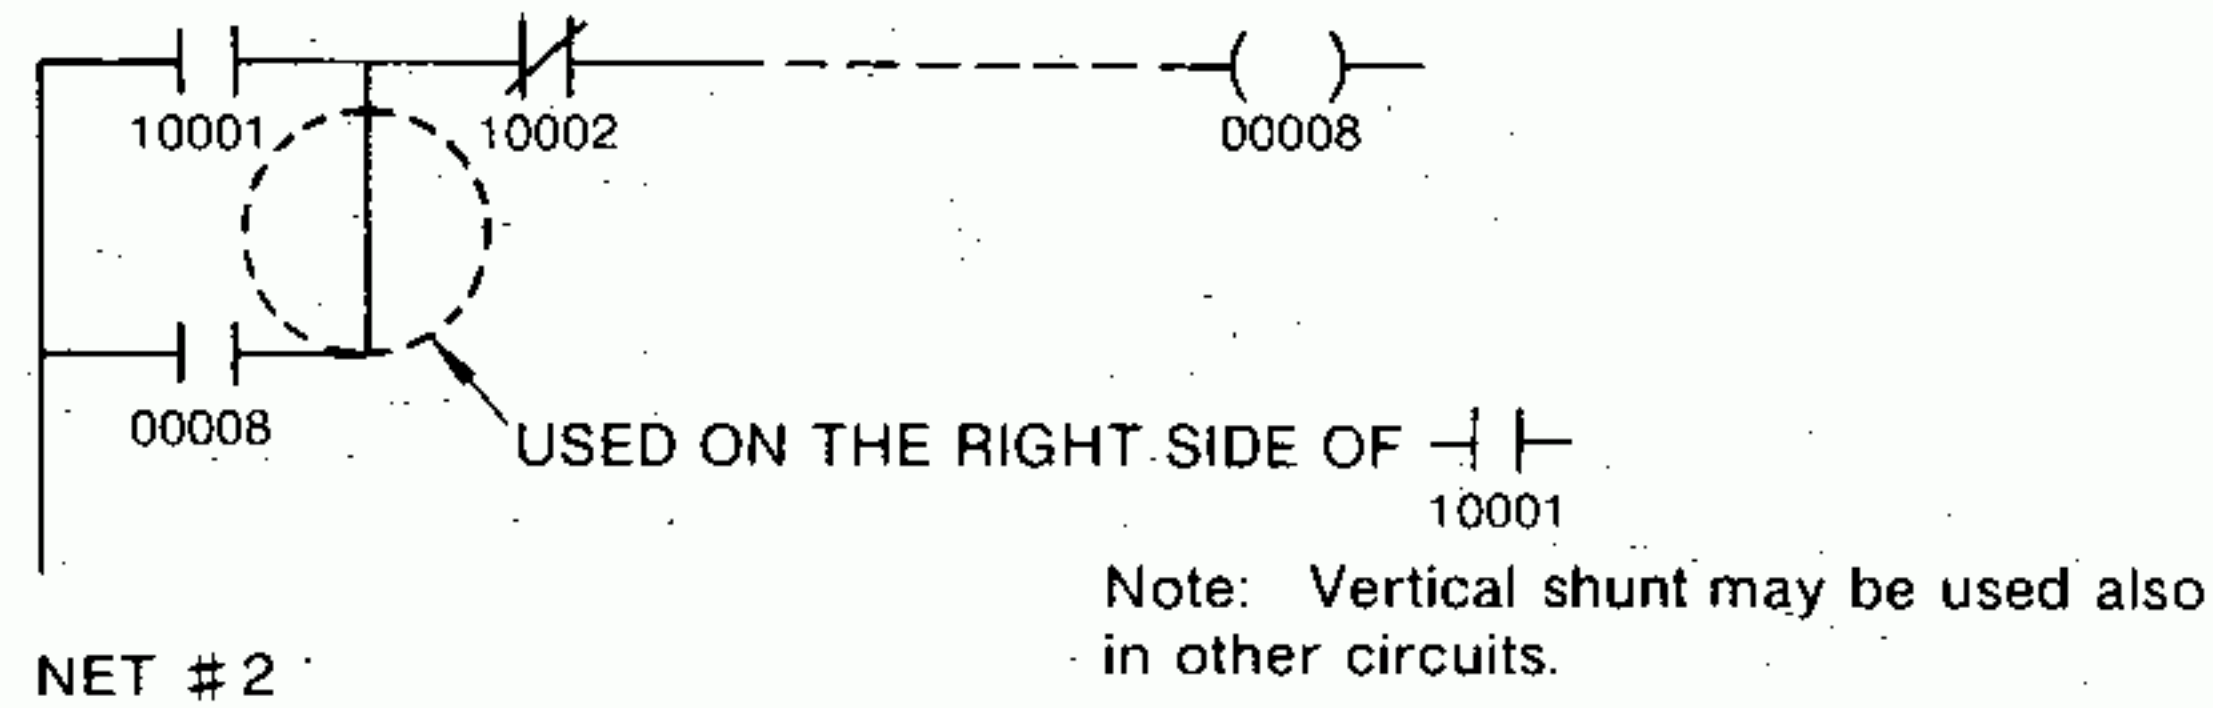 10001 10002 00008
00008
USED ON THE RIGHT SIDE OF
10001
Note: Vertical shunt may be used also
in other circuits.
NET #2